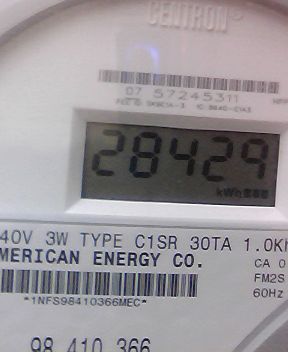 CENTRON®
07 57245311
28429
kWh
40V 3W TYPE C1SR 30TA 1.0Kh
MERICAN ENERGY CO.
CA 0
FM2S
60Hz
*1NFS98410366MEC*
98 410 366